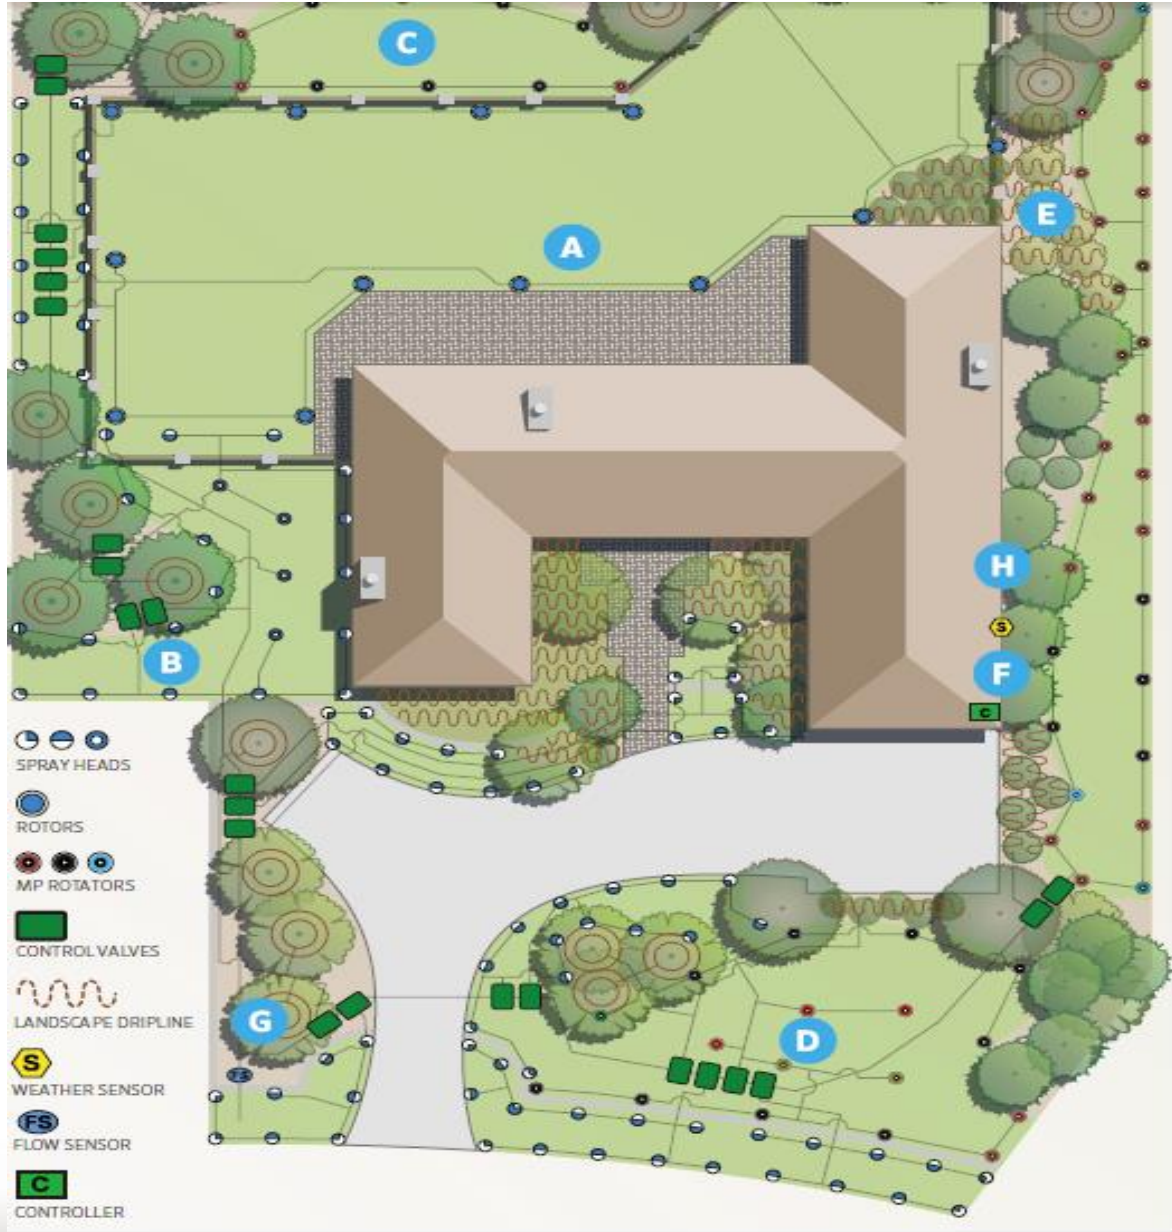 C
E
A
H
S
F
B
C
SPRAY HEADS
ROTORS
MP ROTATORS
CONTROL VALVES
LANDSCAPE DRIPLINE
G
D
S
WEATHER SENSOR
FS
FS
FLOW SENSOR
C
CONTROLLER